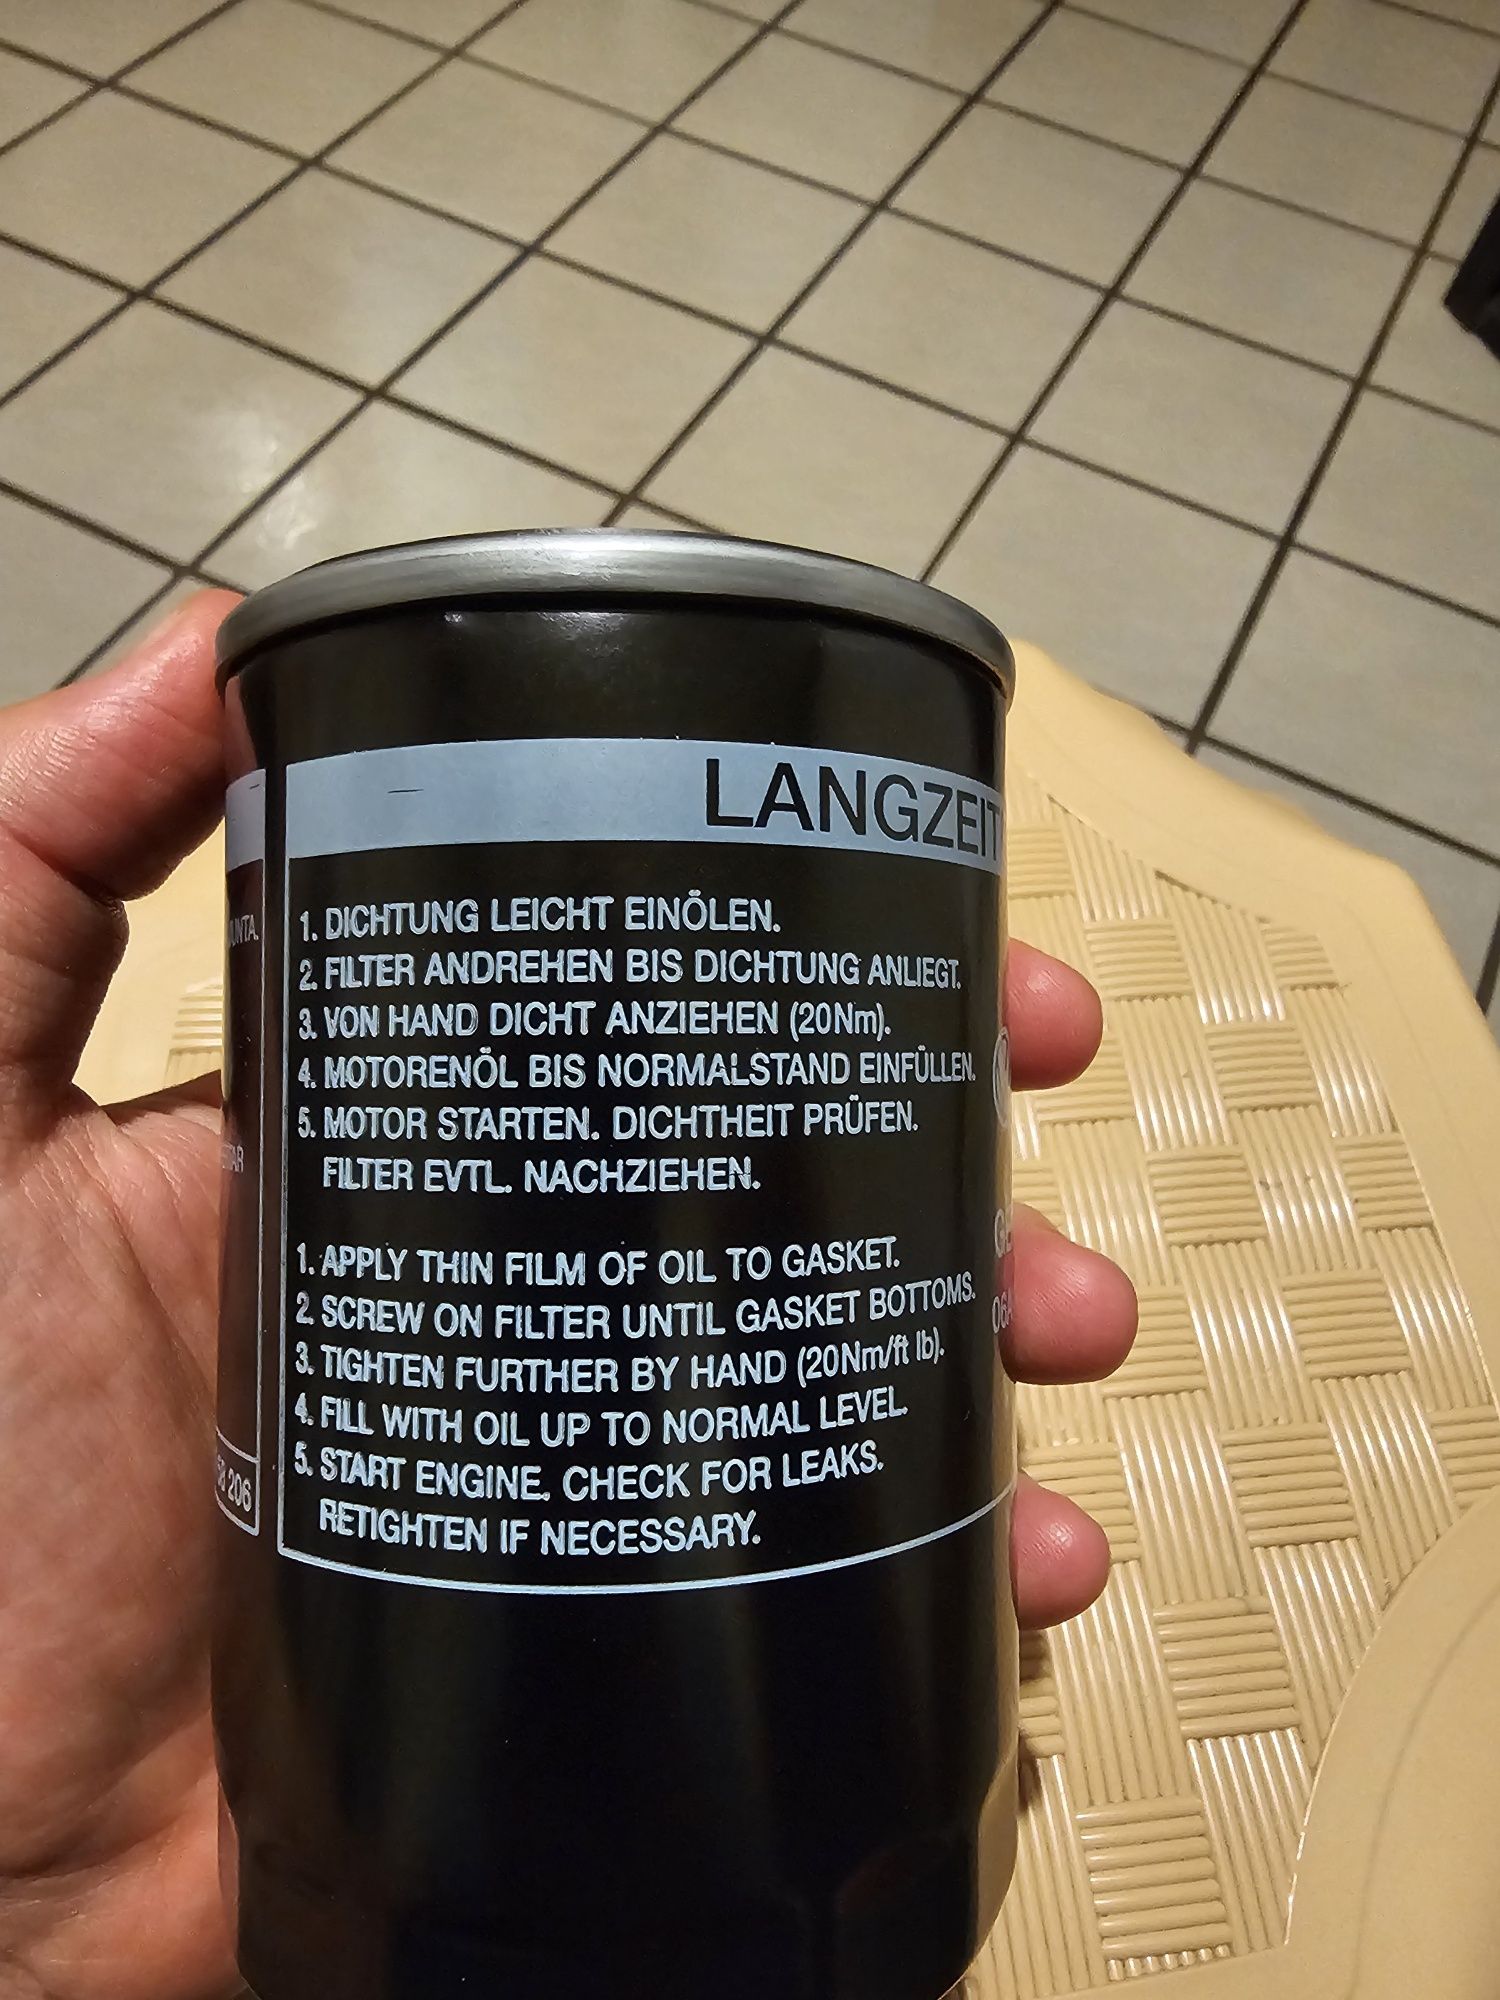 LANGZEIT
1. DICHTUNG LEICHT EINÖLEN.
2. FILTER ANDREHEN BIS DICHTUNG ANLIEGT.
3. VON HAND DICHT ANZIEHEN (20Nm).
4. MOTORENÖL BIS NORMALSTAND EINFÜLLEN.
5. MOTOR STARTEN. DICHTHEIT PRÜFEN.
FILTER EVTL. NACHZIEHEN.
1. APPLY THIN FILM OF OIL TO GASKET.
2. SCREW ON FILTER UNTIL GASKET BOTTOMS.
3. TIGHTEN FURTHER BY HAND (20Nm/ft lb).
4. FILL WITH OIL UP TO NORMAL LEVEL.
5. START ENGINE. CHECK FOR LEAKS.
RETIGHTEN IF NECESSARY.
206